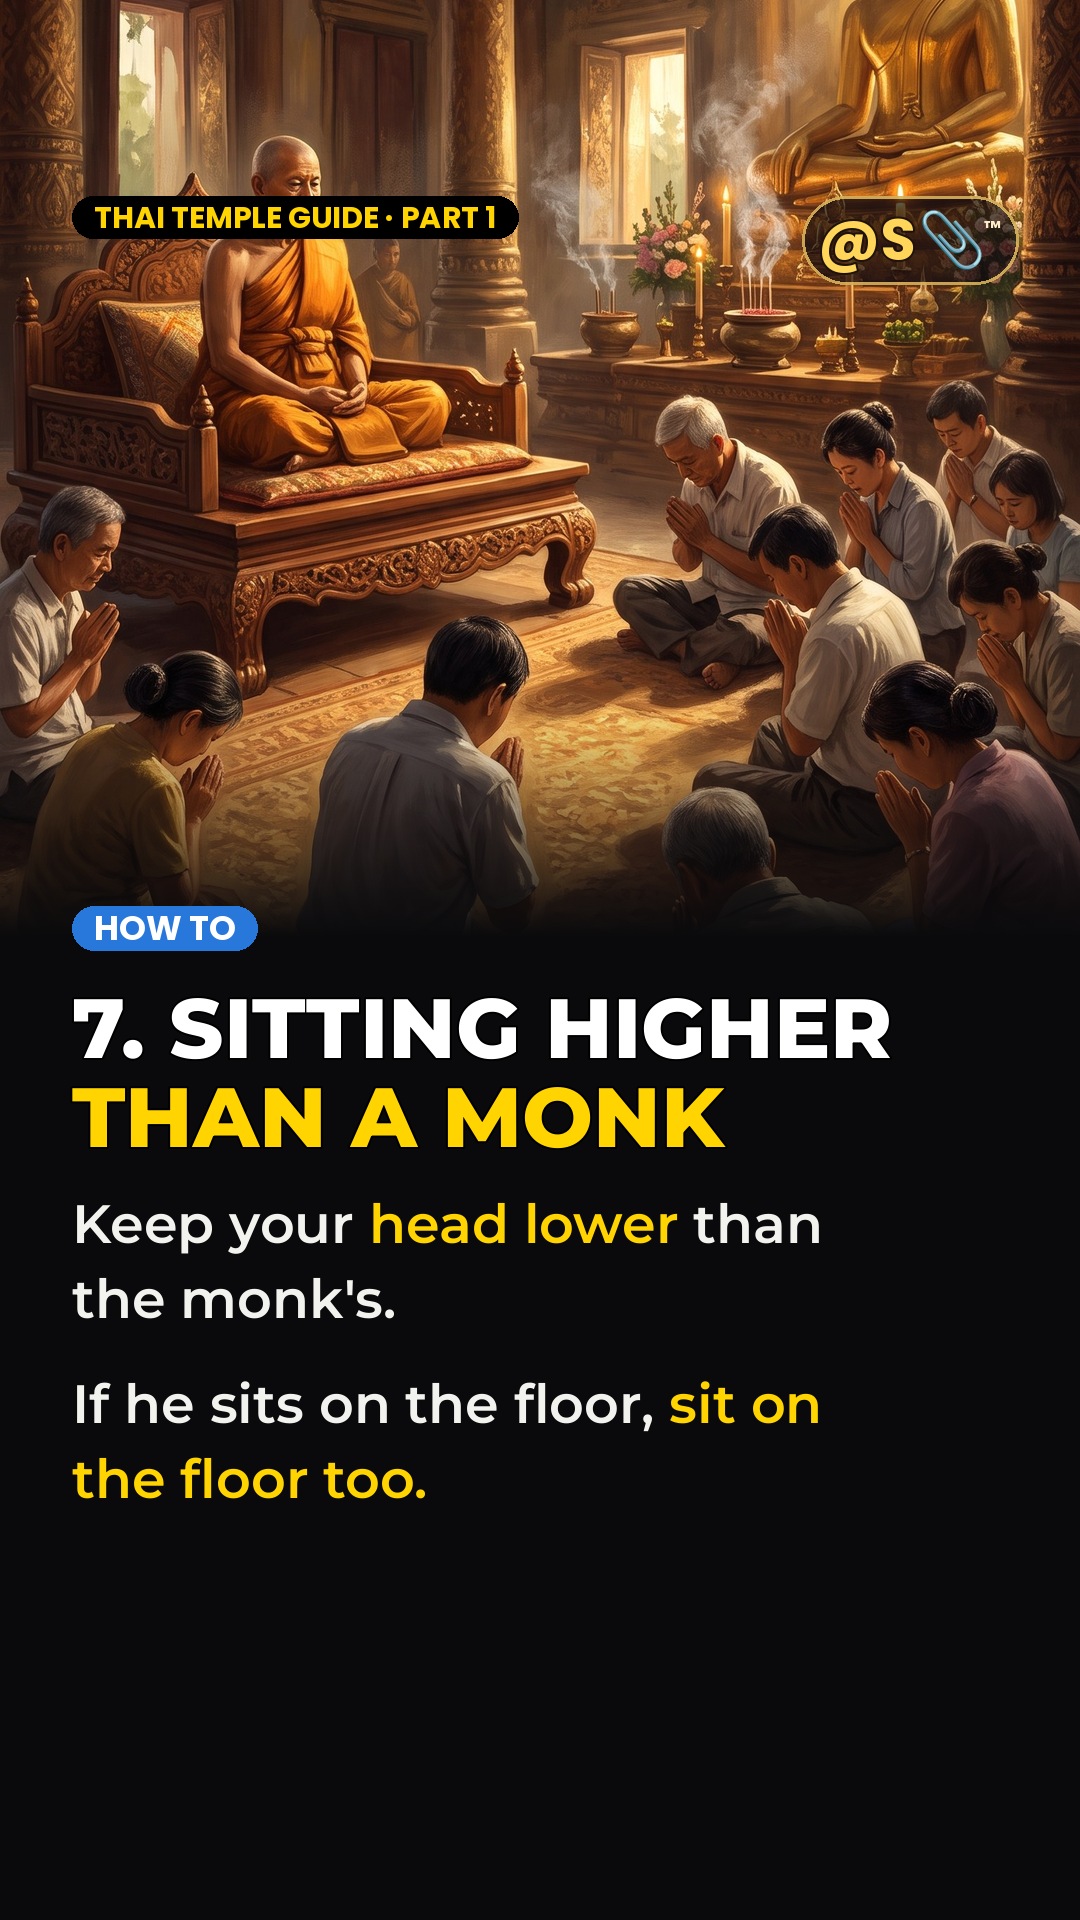 THAI TEMPLE GUIDE · PART 1
@S 📎™
HOW TO
7. SITTING HIGHER
THAN A MONK
Keep your head lower than
the monk's.
If he sits on the floor, sit on
the floor too.